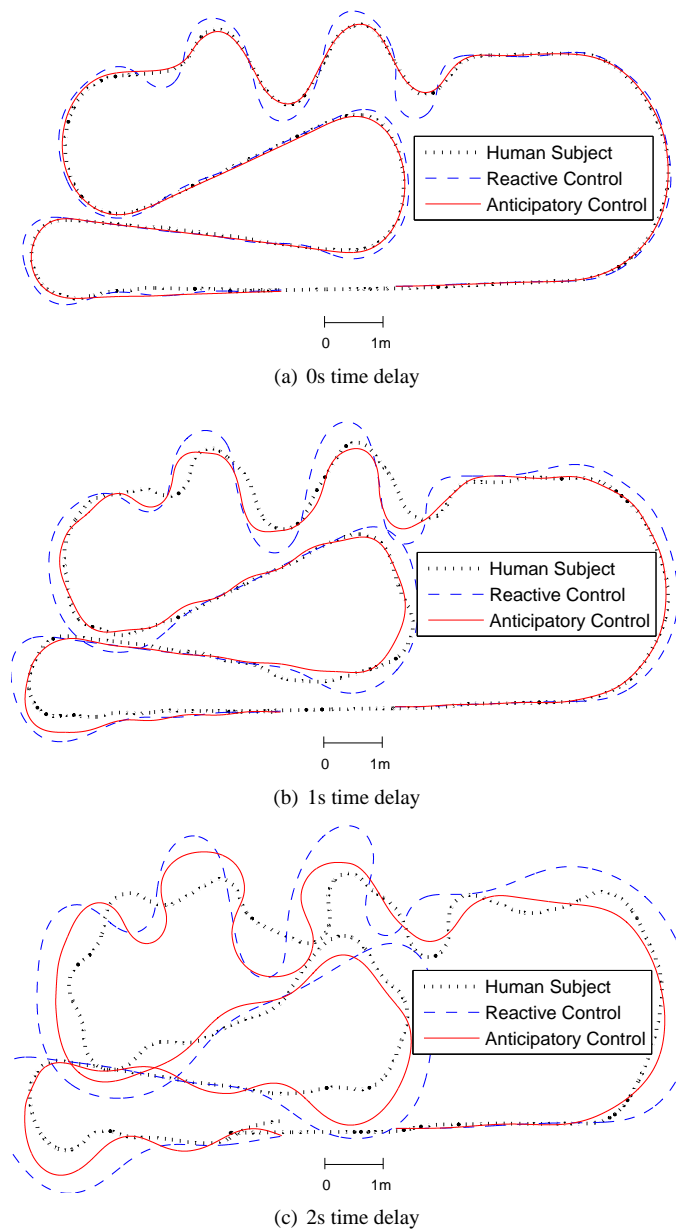 Human Subject
Reactive Control
Anticipatory Control
0 1m
(a) 0s time delay
Human Subject
Reactive Control
Anticipatory Control
0 1m
(b) 1s time delay
Human Subject
Reactive Control
Anticipatory Control
0 1m
(c) 2s time delay